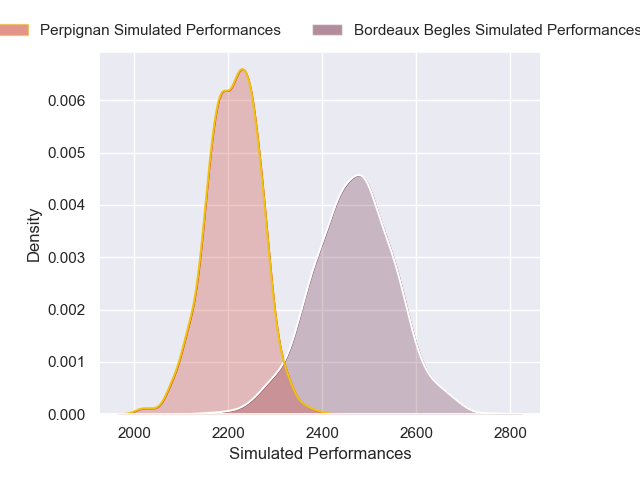 Perpignan Simulated Performances
Bordeaux Begles Simulated Performances
0.006
0.005
0.004
0.003
0.002
0.001
0.000
Density
2000 2200 2400 2600 2800
Simulated Performances